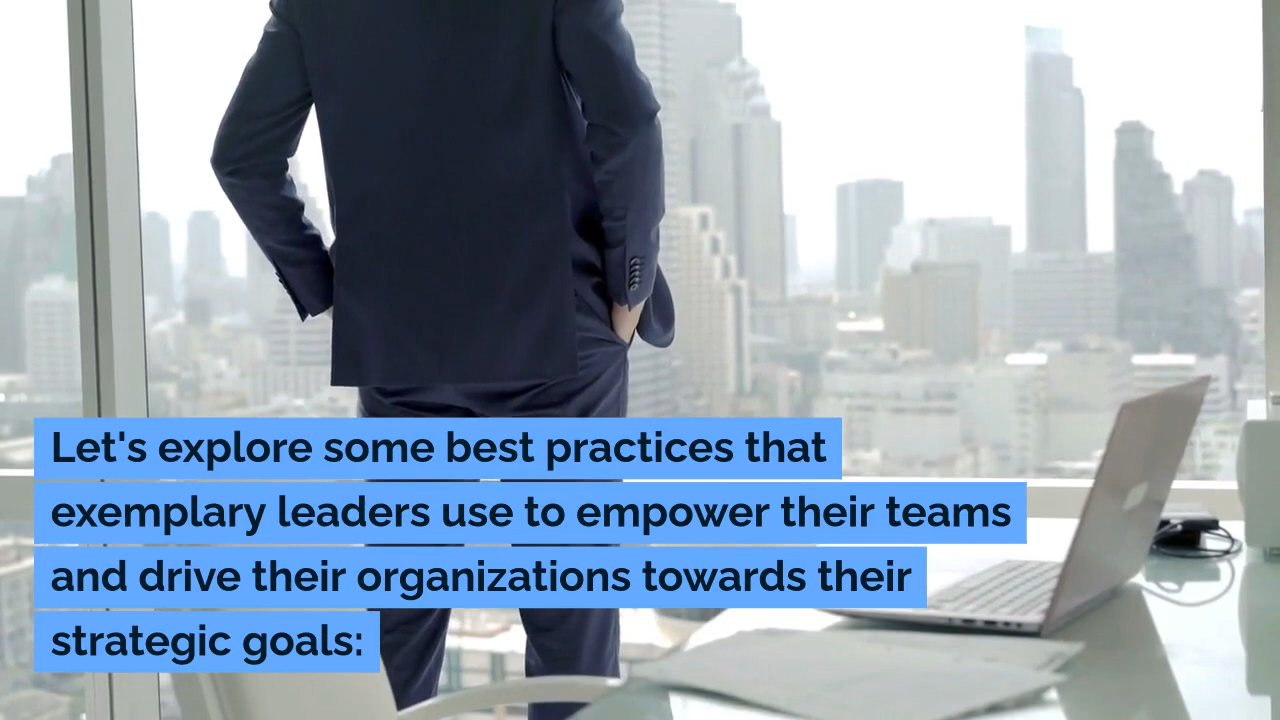 Let's explore some best practices that
exemplary leaders use to empower their teams
and drive their organizations towards their
strategic goals: